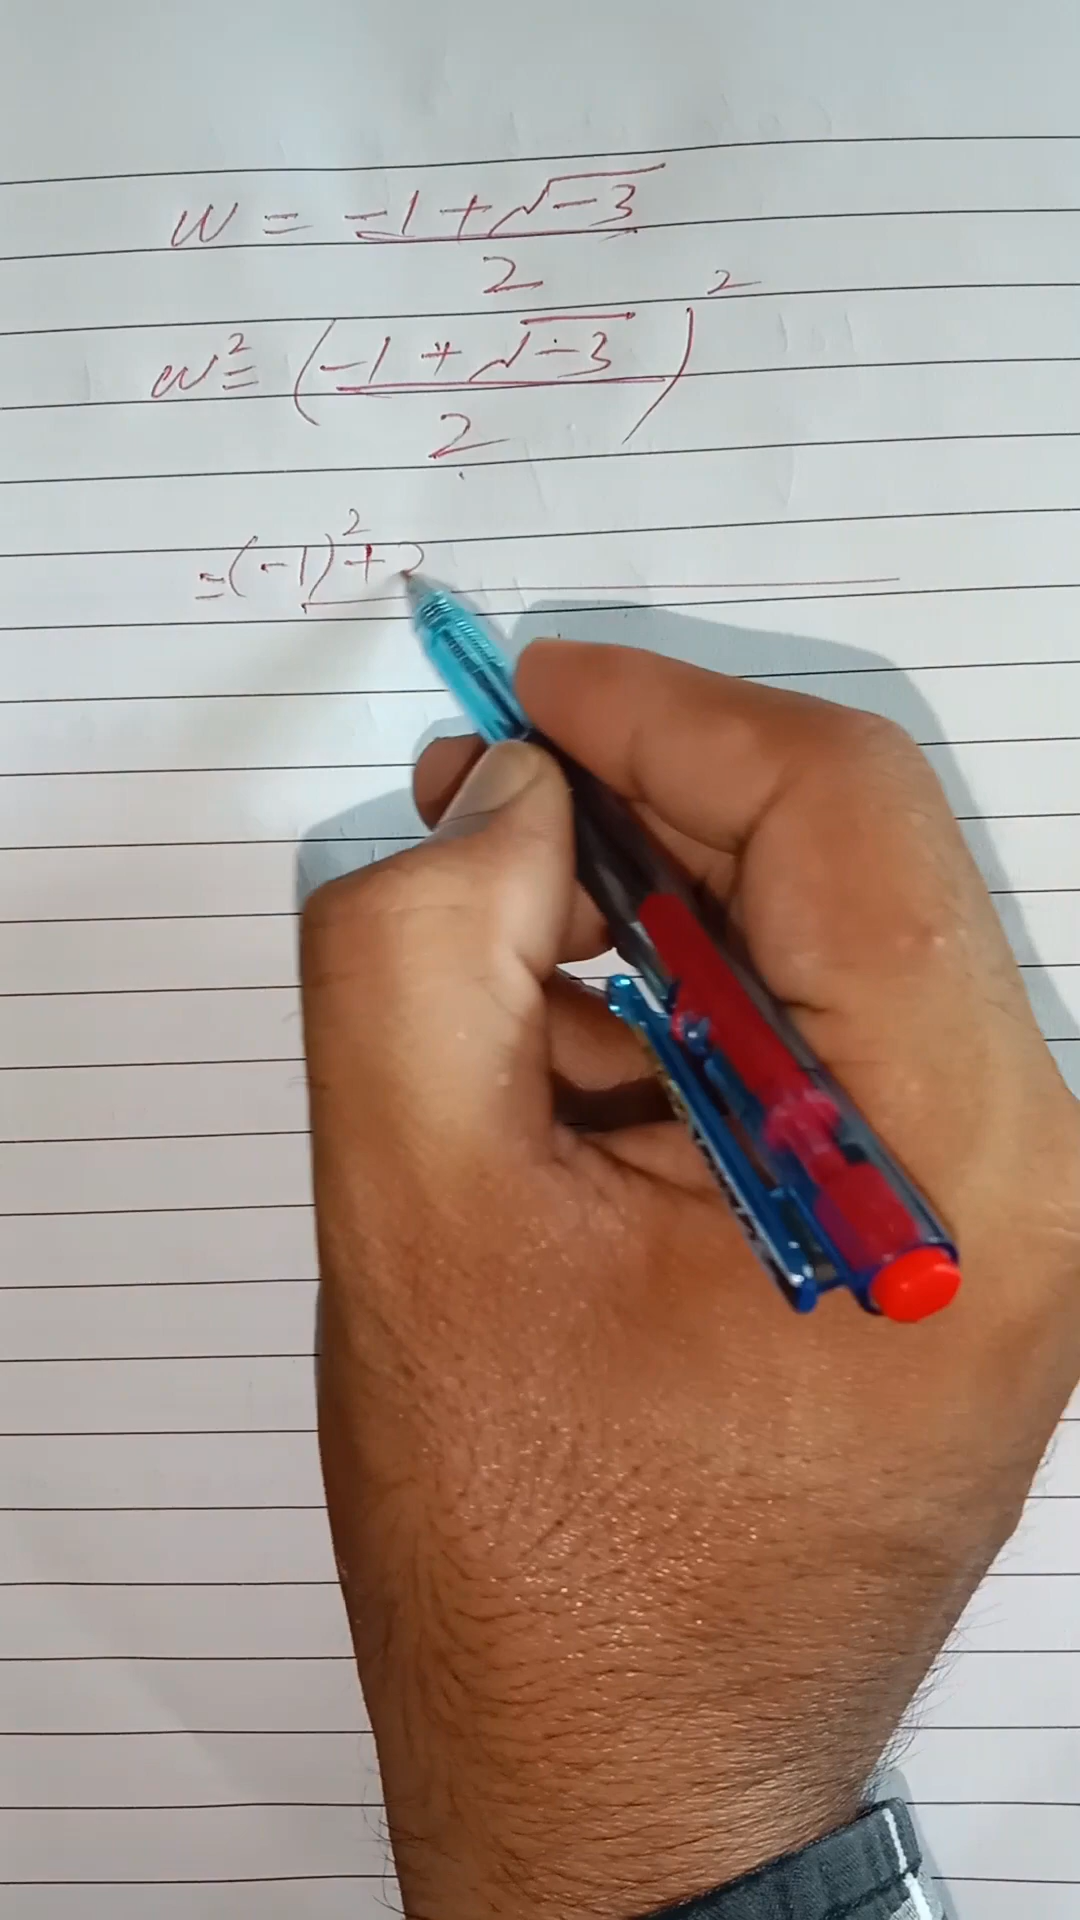 w = -1 + √-3 / 2
w² = (-1 + √-3 / 2)²
= (-1)² + 2